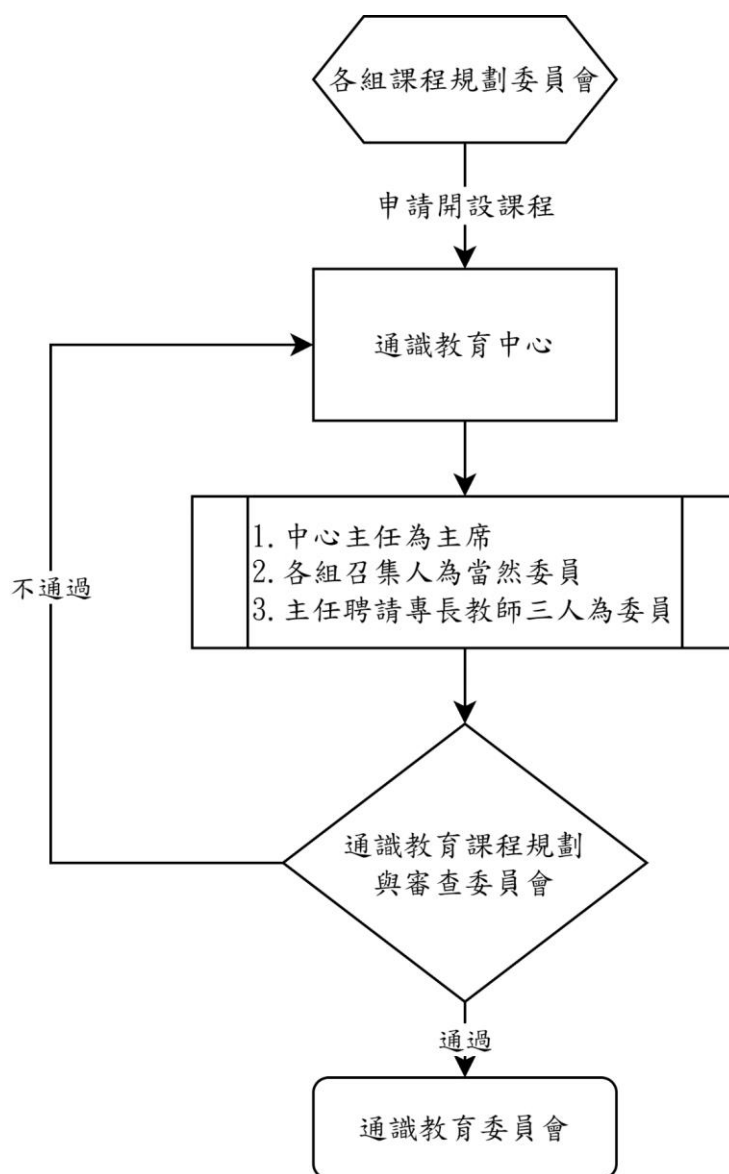 各組課程規劃委員會
申請開設課程
通識教育中心
1. 中心主任為主席
2. 各組召集人為當然委員
3. 主任聘請專長教師三人為委員
不通過
通識教育課程規劃
與審查委員會
通過
通識教育委員會